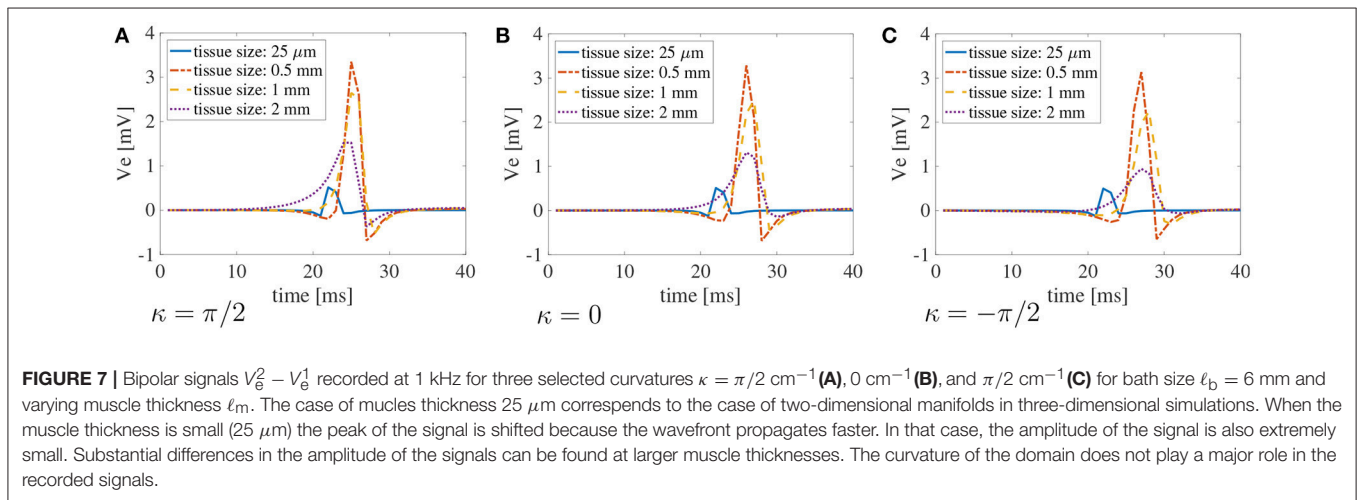 A
4
3
2
1
0
-1
Ve [mV]
tissue size: 25 μm
tissue size: 0.5 mm
tissue size: 1 mm
tissue size: 2 mm
0 10 20 30 40
time [ms]
κ = π/2
B
4
3
2
1
0
-1
Ve [mV]
tissue size: 25 μm
tissue size: 0.5 mm
tissue size: 1 mm
tissue size: 2 mm
0 10 20 30 40
time [ms]
κ = 0
C
4
3
2
1
0
-1
Ve [mV]
tissue size: 25 μm
tissue size: 0.5 mm
tissue size: 1 mm
tissue size: 2 mm
0 10 20 30 40
time [ms]
κ = −π/2
FIGURE 7 | Bipolar signals V²ₑ − V¹ₑ recorded at 1 kHz for three selected curvatures κ = π/2 cm⁻¹ (A), 0 cm⁻¹ (B), and π/2 cm⁻¹ (C) for bath size ℓb = 6 mm and
varying muscle thickness ℓm. The case of mucles thickness 25 μm corresponds to the case of two-dimensional manifolds in three-dimensional simulations. When the
muscle thickness is small (25 μm) the peak of the signal is shifted because the wavefront propagates faster. In that case, the amplitude of the signal is also extremely
small. Substantial differences in the amplitude of the signals can be found at larger muscle thicknesses. The curvature of the domain does not play a major role in the
recorded signals.